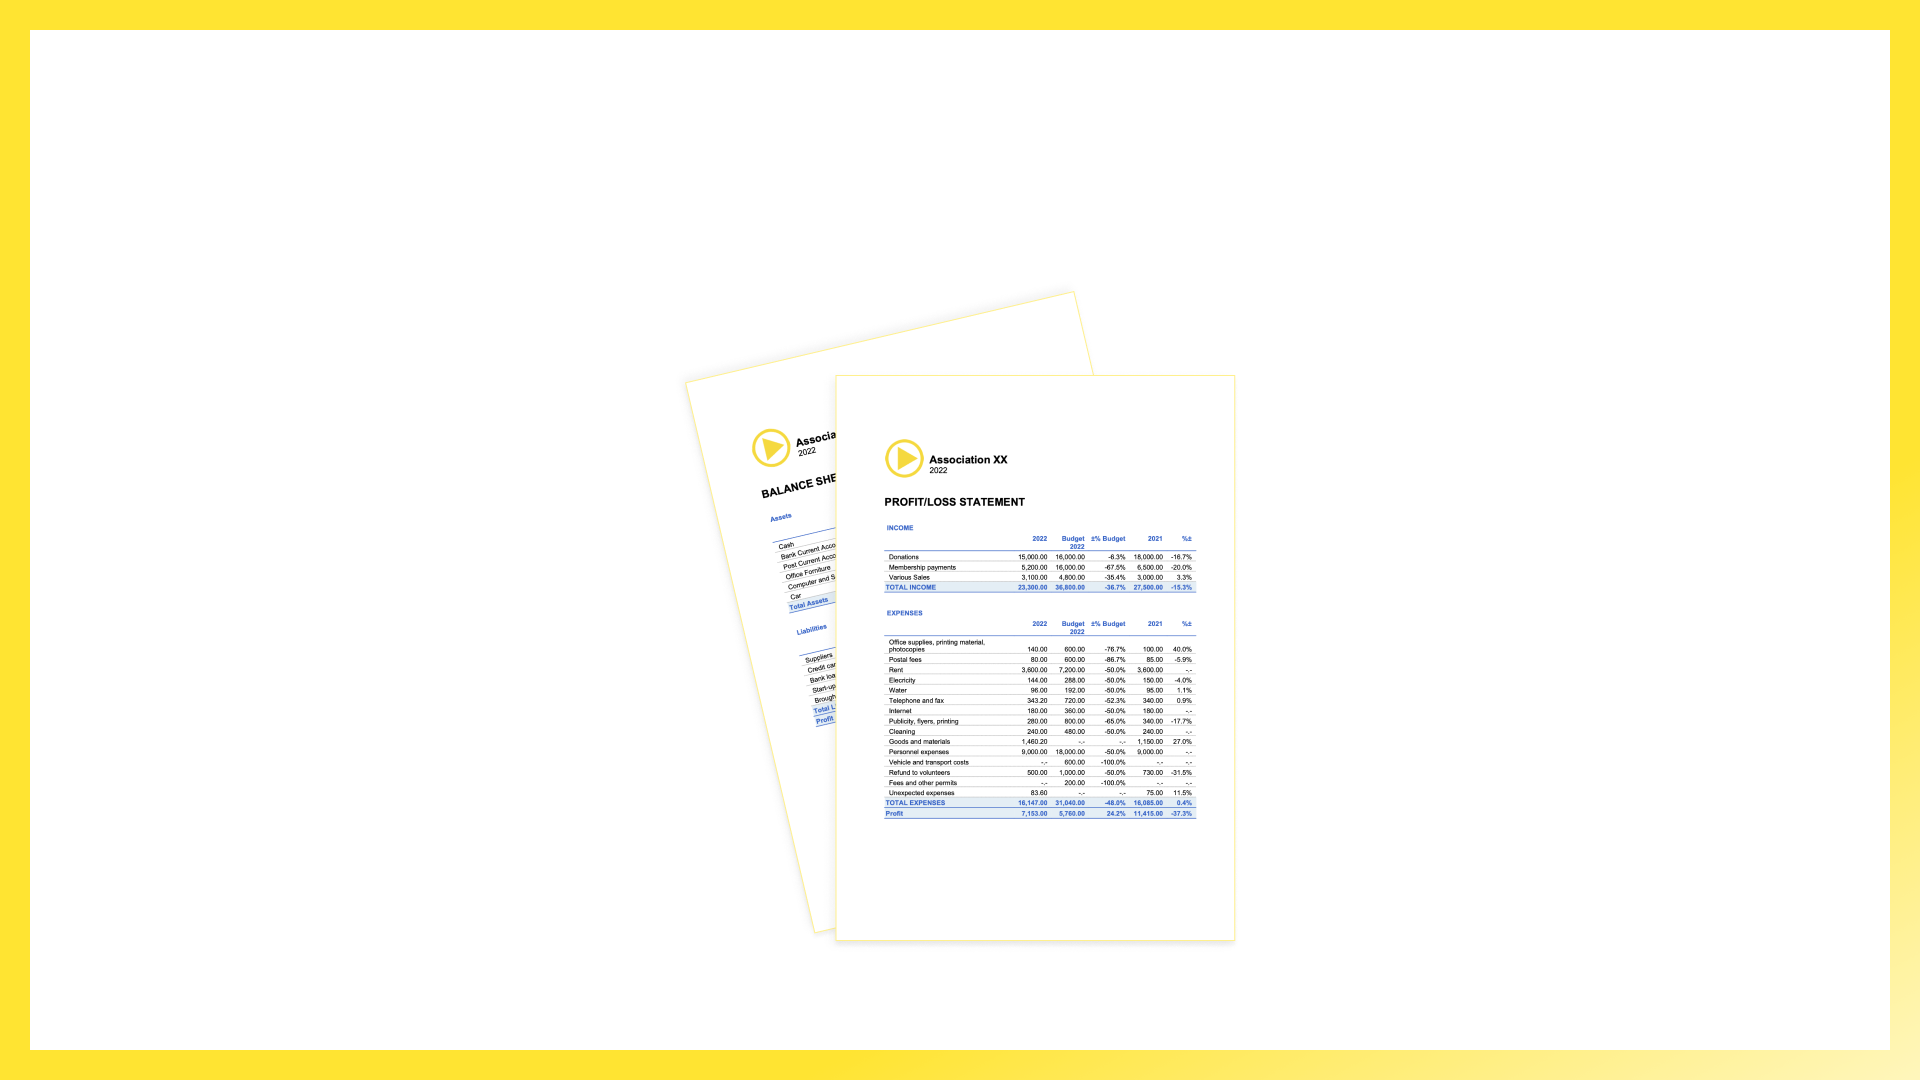 Associa
2022
BALANCE SHE
Assets
Cash
Bank Current Acco
Post Current Acco
Office Forniture
Computer and S
Car
Total Assets
Liabilities
Suppliers
Credit car
Bank loa
Start-up
Brough
Total L
Profit
Association XX
2022
PROFIT/LOSS STATEMENT
INCOME
2022 Budget 2022 ±% Budget 2021 %±
Donations 15,000.00 16,000.00 -6.3% 18,000.00 -16.7%
Membership payments 5,200.00 16,000.00 -67.5% 6,500.00 -20.0%
Various Sales 3,100.00 4,800.00 -35.4% 3,000.00 3.3%
TOTAL INCOME 23,300.00 36,800.00 -36.7% 27,500.00 -15.3%
EXPENSES
2022 Budget 2022 ±% Budget 2021 %±
Office supplies, printing material,
photocopies 140.00 600.00 -76.7% 100.00 40.0%
Postal fees 80.00 600.00 -86.7% 85.00 -5.9%
Rent 3,600.00 7,200.00 -50.0% 3,600.00 -.-
Elecricity 144.00 288.00 -50.0% 150.00 -4.0%
Water 96.00 192.00 -50.0% 95.00 1.1%
Telephone and fax 343.20 720.00 -52.3% 340.00 0.9%
Internet 180.00 360.00 -50.0% 180.00 -.-
Publicity, flyers, printing 280.00 800.00 -65.0% 340.00 -17.7%
Cleaning 240.00 480.00 -50.0% 240.00 -.-
Goods and materials 1,460.20 -.- -.- 1,150.00 27.0%
Personnel expenses 9,000.00 18,000.00 -50.0% 9,000.00 -.-
Vehicle and transport costs -.- 600.00 -100.0% -.- -.-
Refund to volunteers 500.00 1,000.00 -50.0% 730.00 -31.5%
Fees and other permits -.- 200.00 -100.0% -.- -.-
Unexpected expenses 83.60 -.- -.- 75.00 11.5%
TOTAL EXPENSES 16,147.00 31,040.00 -48.0% 16,085.00 0.4%
Profit 7,153.00 5,760.00 24.2% 11,415.00 -37.3%